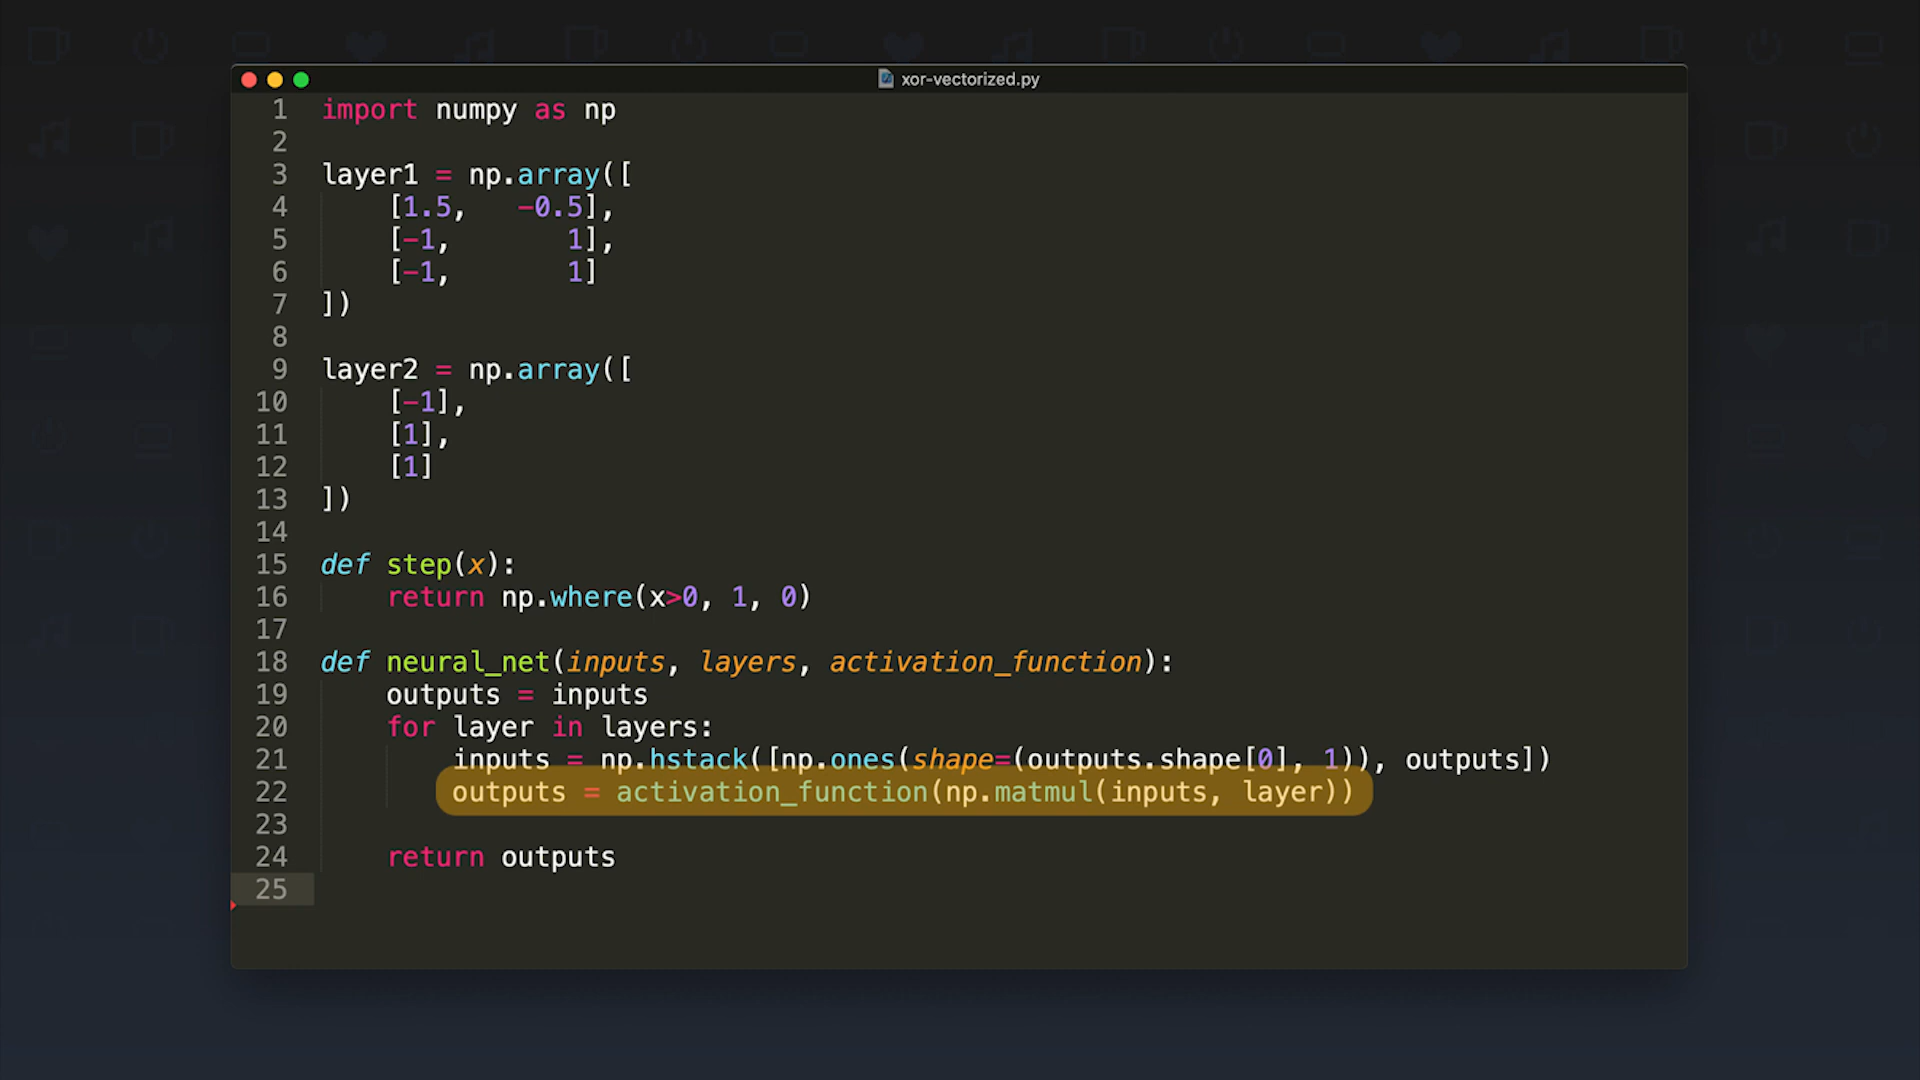 xor-vectorized.py
1 import numpy as np
2
3 layer1 = np.array([
4     [1.5,   -0.5],
5     [-1,       1],
6     [-1,       1]
7 ])
8
9 layer2 = np.array([
10     [-1],
11     [1],
12     [1]
13 ])
14
15 def step(x):
16     return np.where(x>0, 1, 0)
17
18 def neural_net(inputs, layers, activation_function):
19     outputs = inputs
20     for layer in layers:
21         inputs = np.hstack([np.ones(shape=(outputs.shape[0], 1)), outputs])
22         outputs = activation_function(np.matmul(inputs, layer))
23
24     return outputs
25